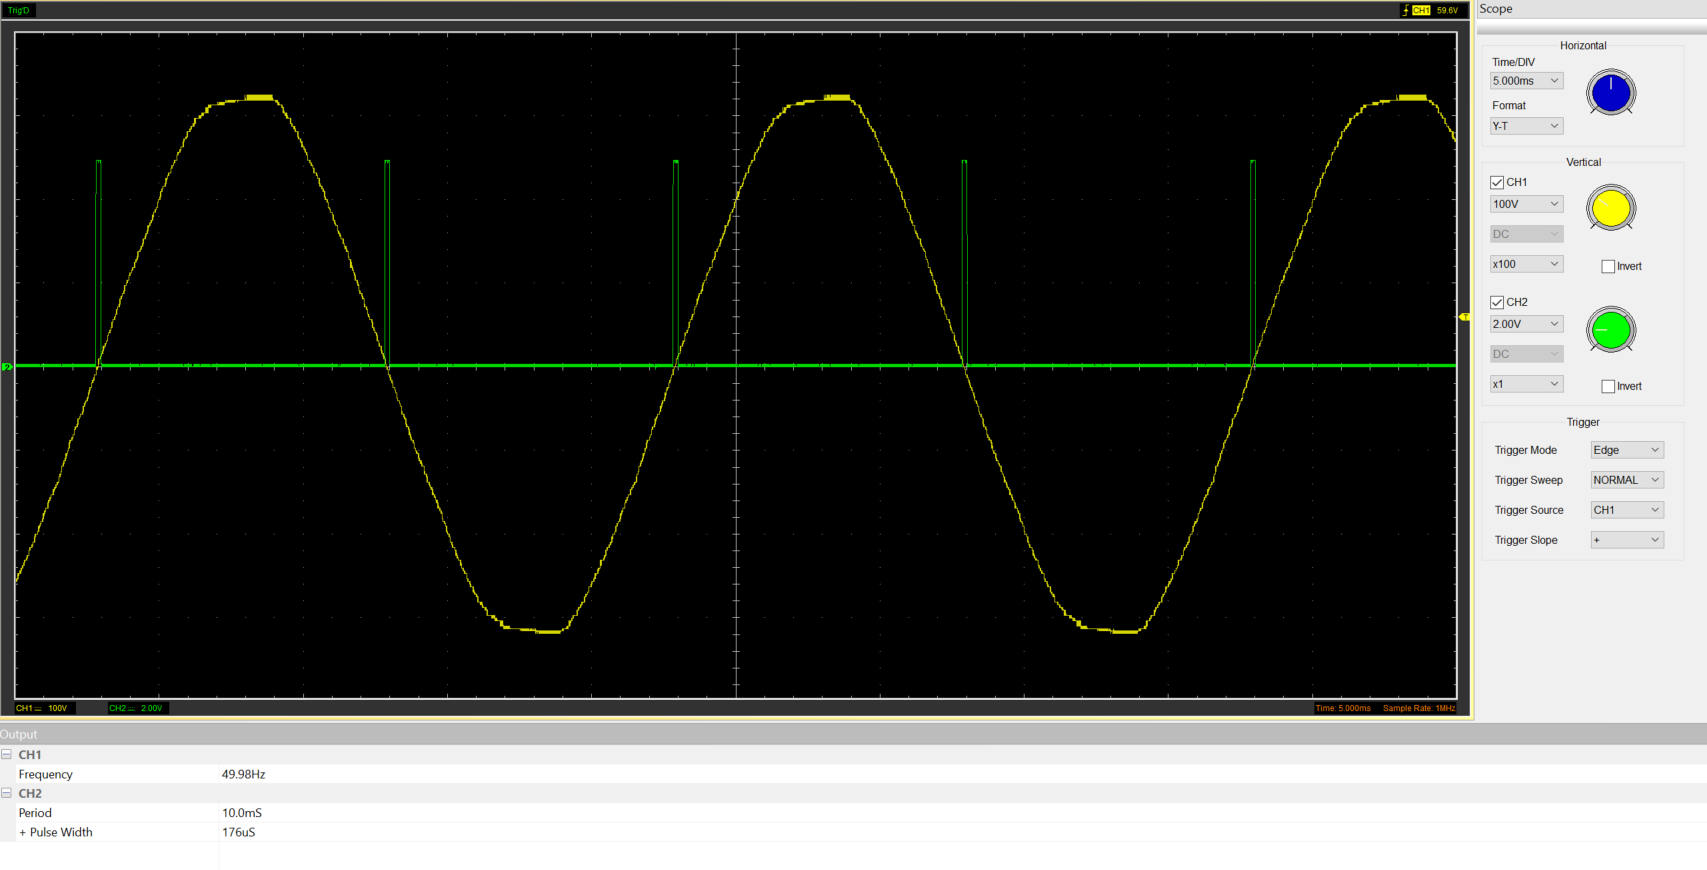 Trig'D
CH1 59.6V
Scope
Horizontal
Time/DIV
5.000ms
Format
Y-T
Vertical
CH1
100V
DC
x100
Invert
CH2
2.00V
DC
x1
Invert
Trigger
Trigger Mode Edge
Trigger Sweep NORMAL
Trigger Source CH1
Trigger Slope +
T
2
CH1 100V CH2 2.00V Time: 5.000ms Sample Rate: 1MHz
Output
CH1
Frequency 49.98Hz
CH2
Period 10.0mS
+ Pulse Width 176uS